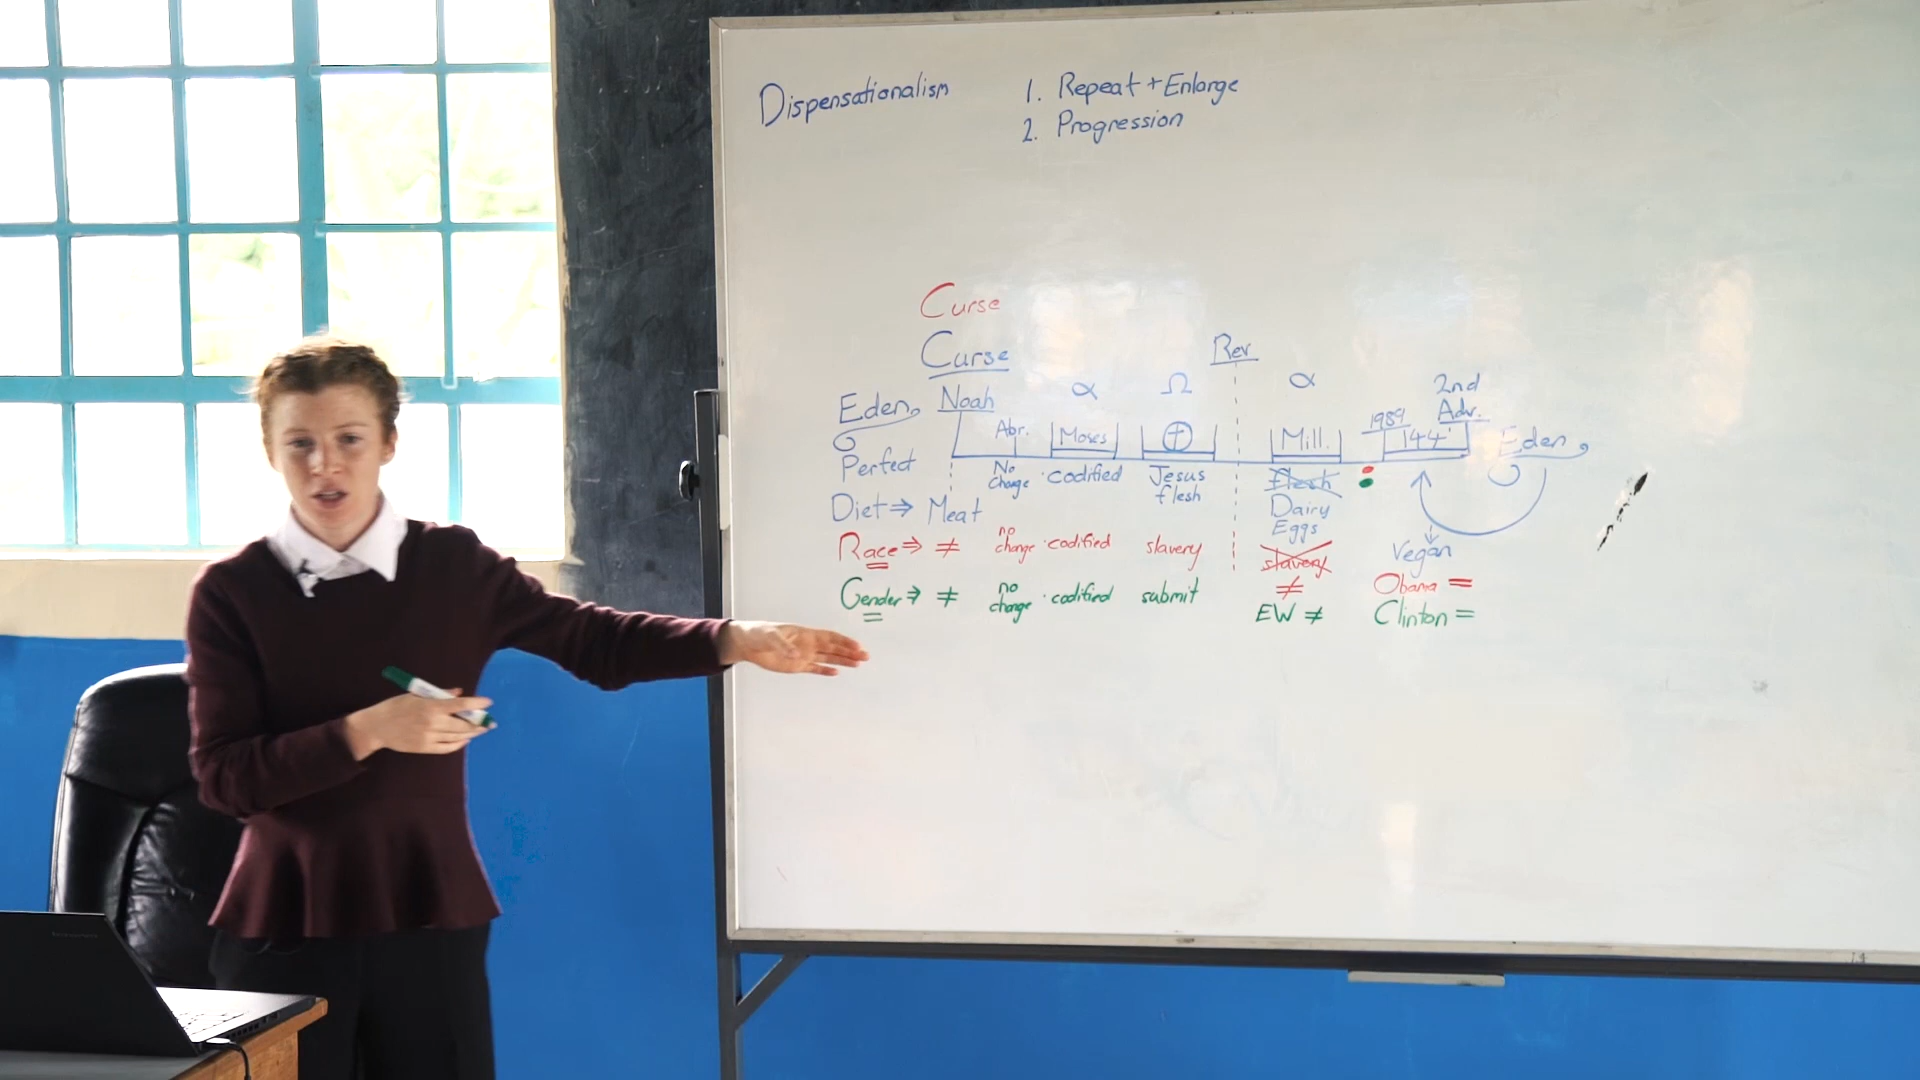 Dispensationalism
1. Repeat + Enlarge
2. Progression
Curse
Curse
Rev
Eden
Noah
α
Ω
α
2nd
Adv.
1989
Abr.
Moses
Mill.
144'
Eden
Perfect
No
change
·codified
Jesus
flesh
flesh
Diet ⇒ Meat
Dairy
Eggs
Vegan
Race ⇒ ≠
no
change
·codified
slavery
slavery
≠
Obama =
Gender ⇒ ≠
no
change
·codified
submit
EW ≠
Clinton =